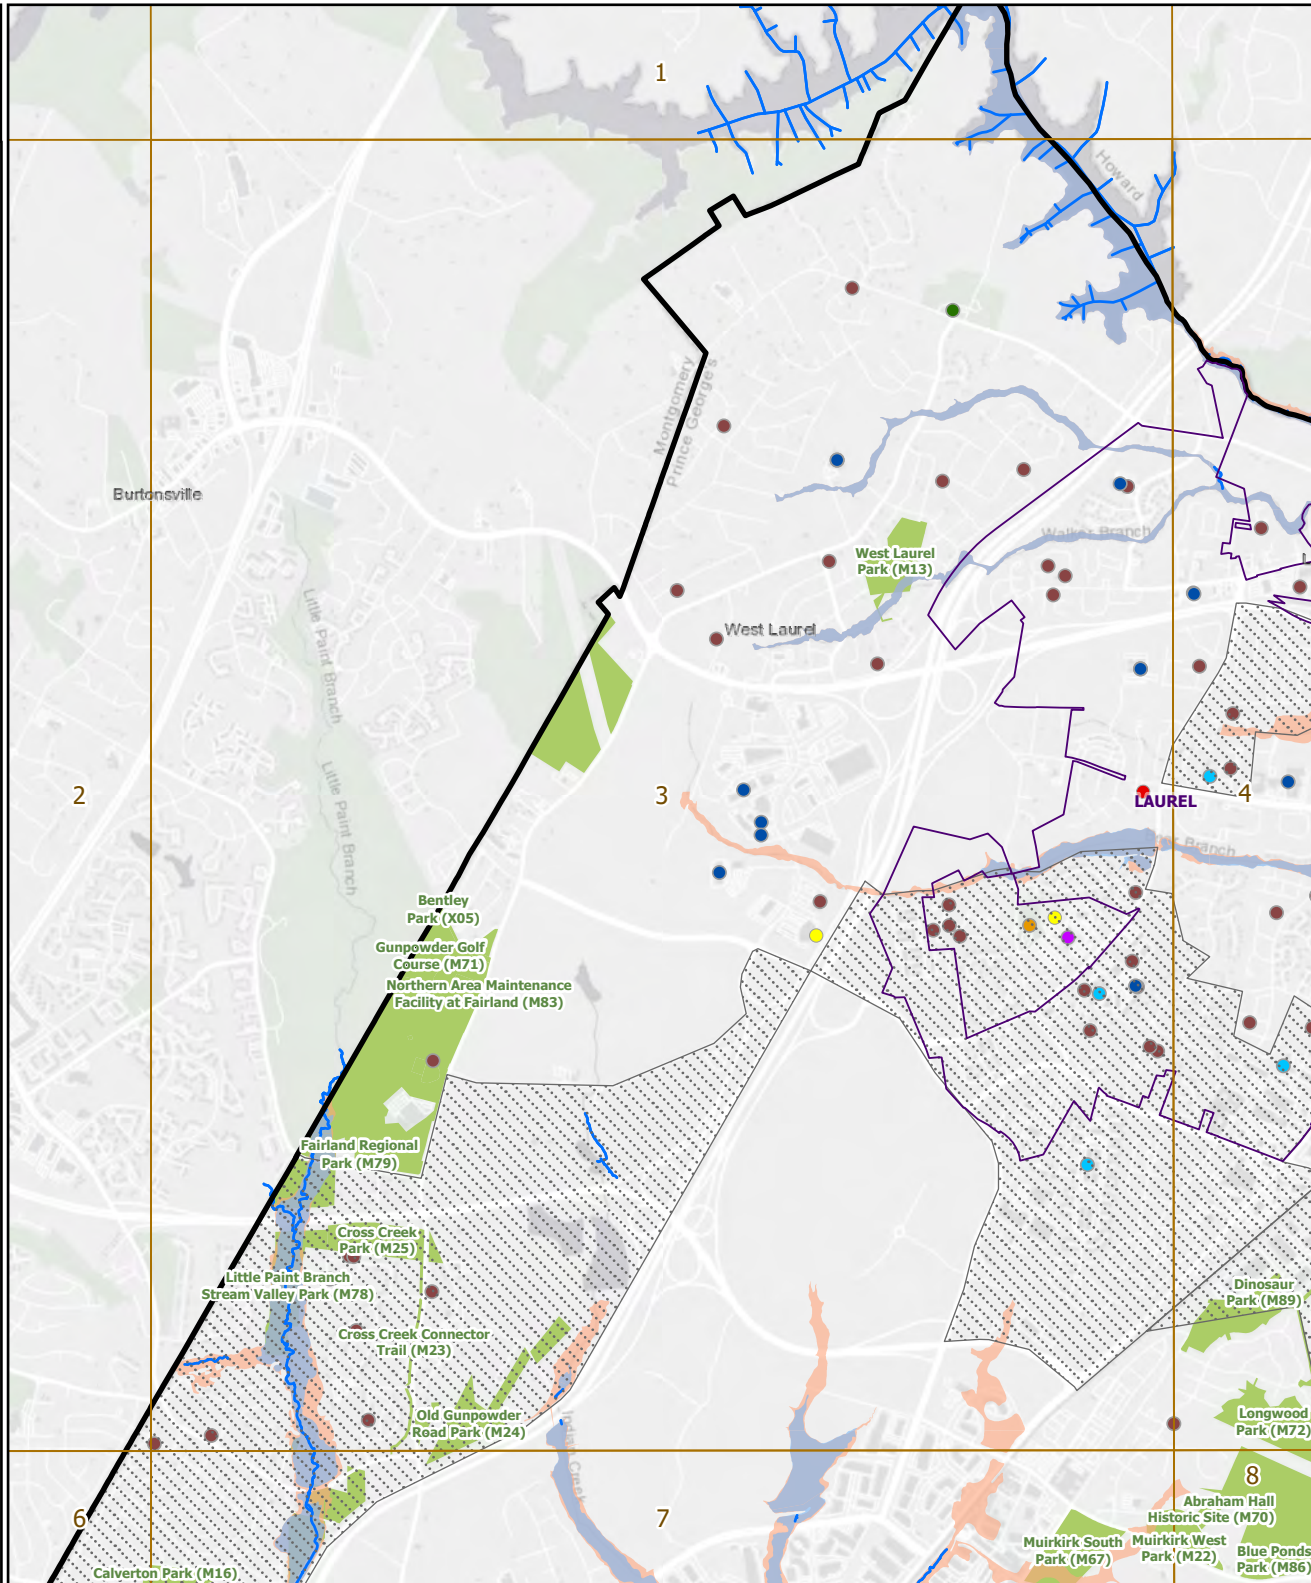 1
Howard
Montgomery
Prince Georges
Burtonsville
Walker Branch
West Laurel
Park (M13)
Little Paint Branch
West Laurel
2
3
4
LAUREL
Little Paint Branch
Branch
Bentley
Park (X05)
Gunpowder Golf
Course (M71)
Northern Area Maintenance
Facility at Fairland (M83)
Fairland Regional
Park (M79)
Cross Creek
Park (M25)
Little Paint Branch
Stream Valley Park (M78)
Dinosaur
Park (M89)
Cross Creek Connector
Trail (M23)
Old Gunpowder
Road Park (M24)
Longwood
Park (M72)
Indian Creek
8
Abraham Hall
Historic Site (M70)
6
7
Muirkirk South
Park (M67)
Muirkirk West
Park (M22)
Blue Ponds
Park (M86)
Calverton Park (M16)